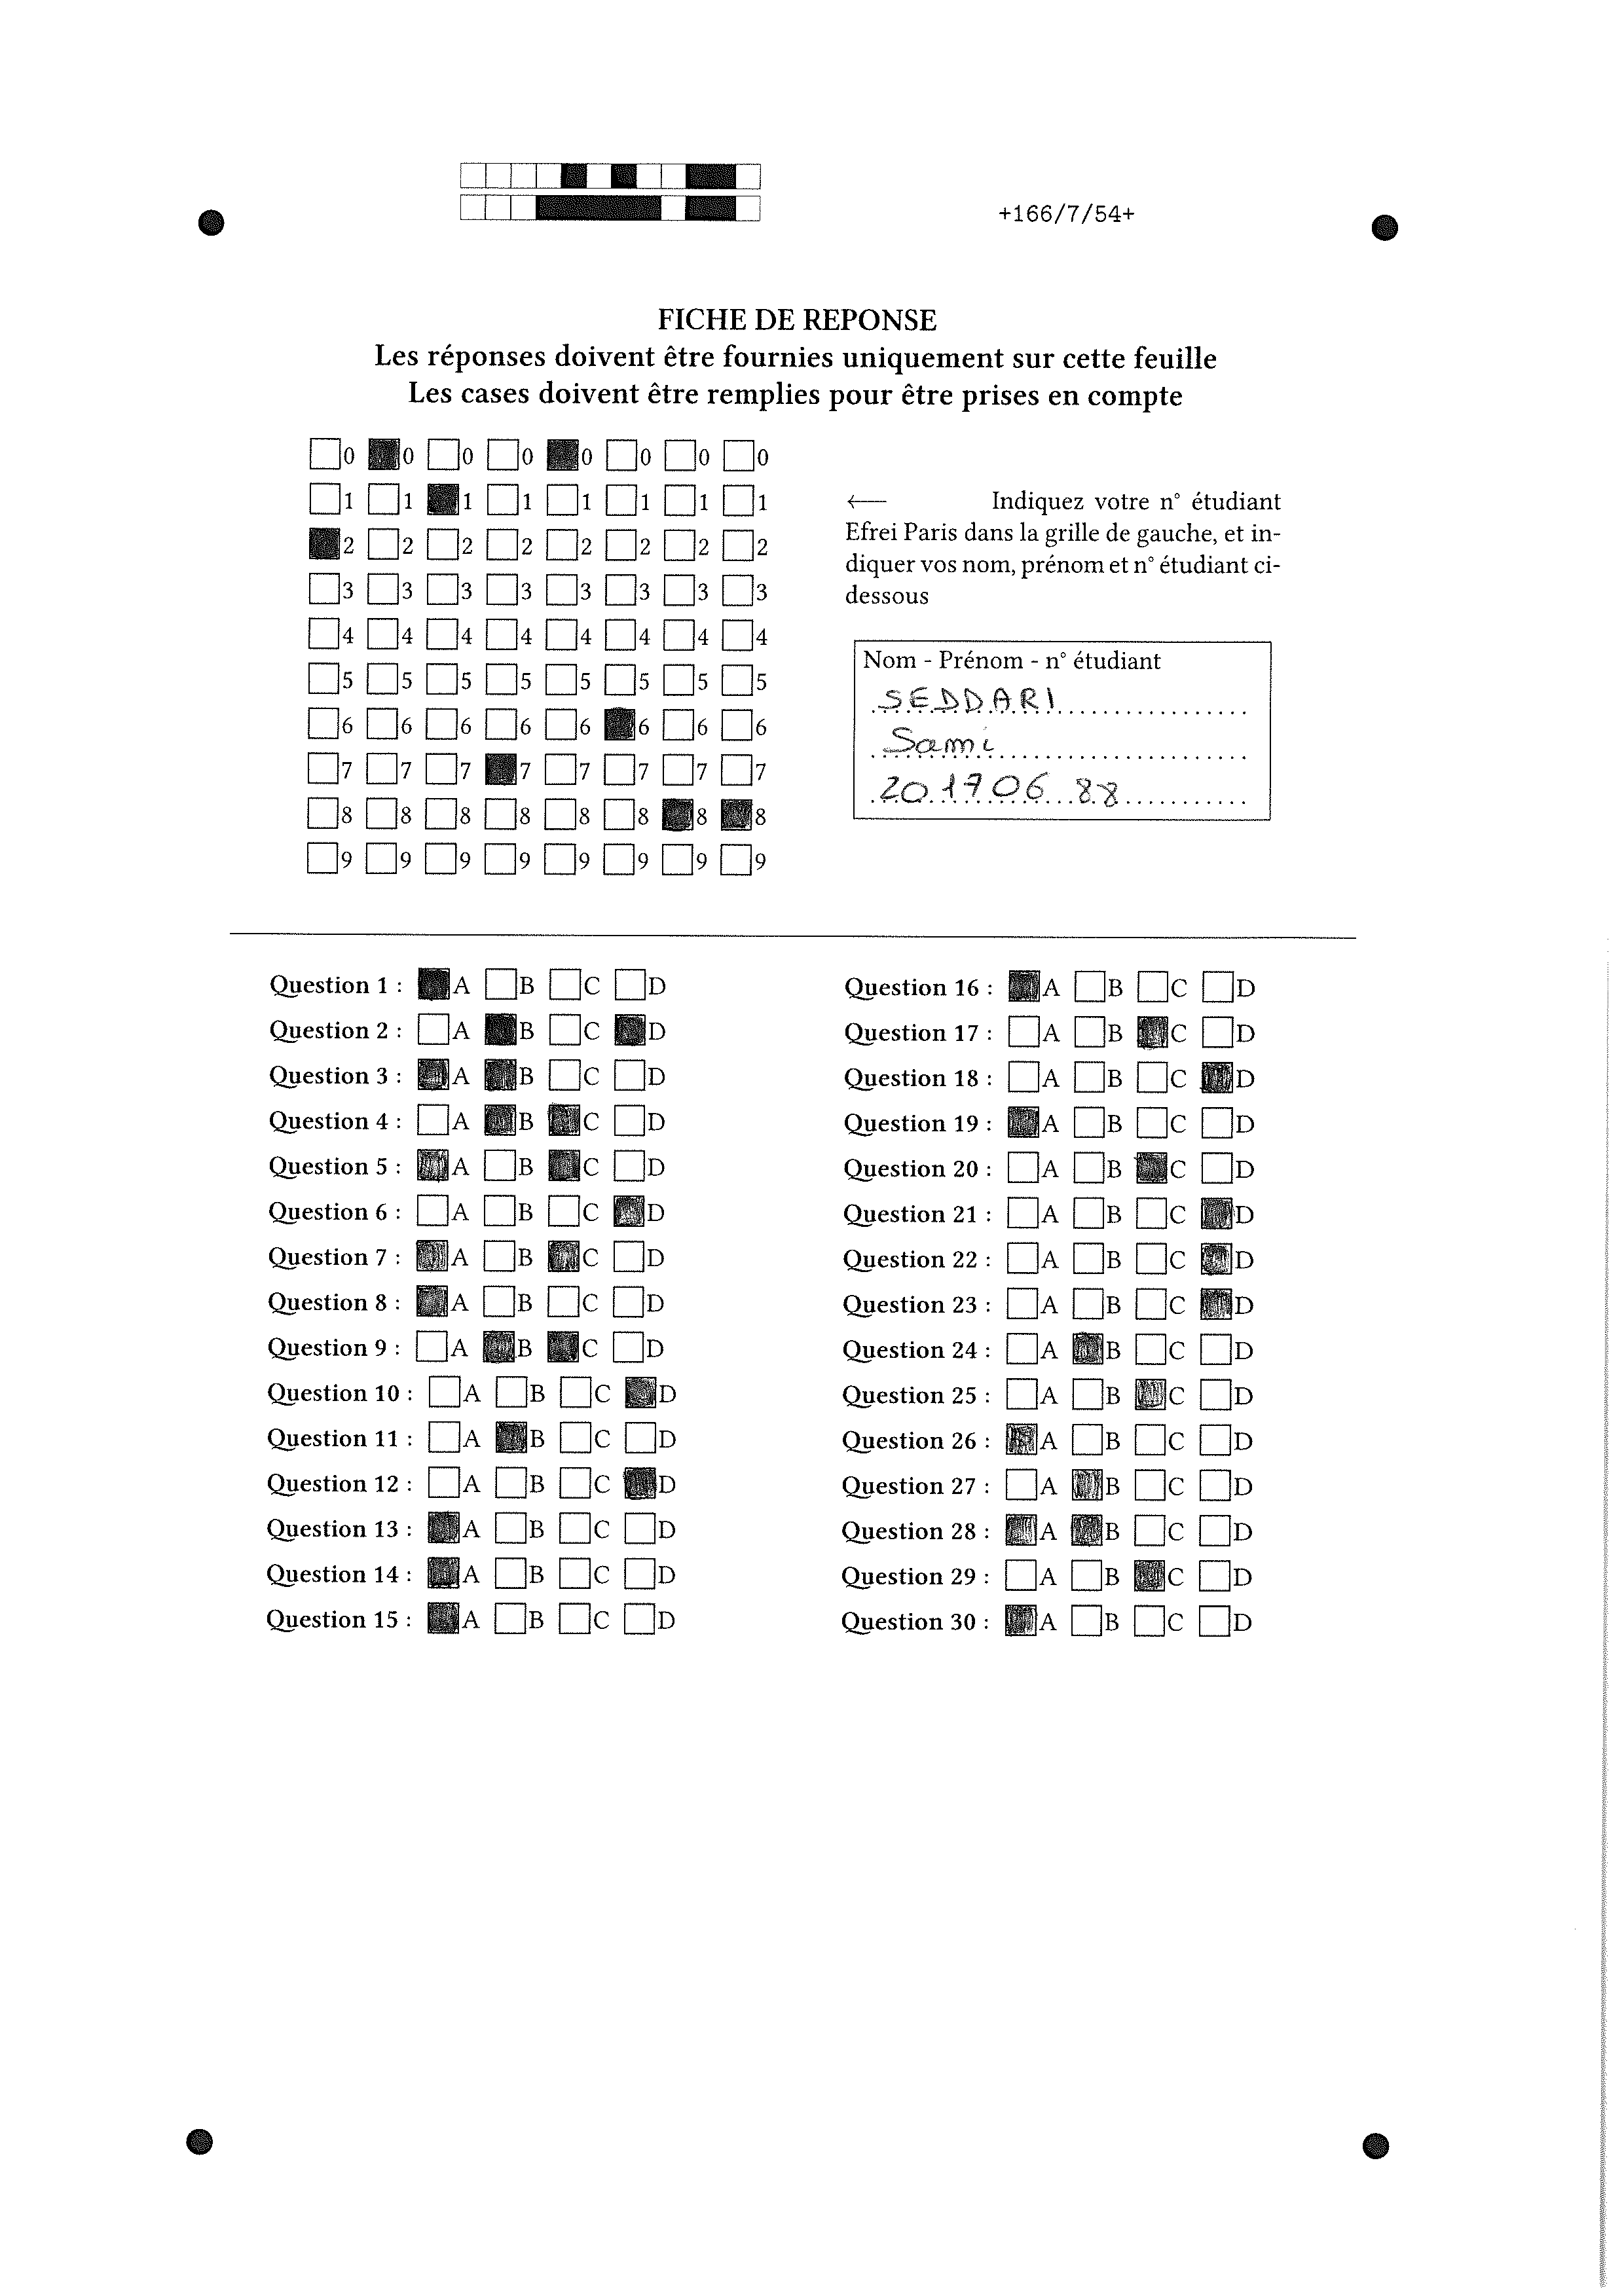 +166/7/54+
FICHE DE REPONSE
Les réponses doivent être fournies uniquement sur cette feuille
Les cases doivent être remplies pour être prises en compte
0 0 0 0 0 0 0 0
1 1 1 1 1 1 1 1
2 2 2 2 2 2 2 2
3 3 3 3 3 3 3 3
4 4 4 4 4 4 4 4
5 5 5 5 5 5 5 5
6 6 6 6 6 6 6 6
7 7 7 7 7 7 7 7
8 8 8 8 8 8 8 8
9 9 9 9 9 9 9 9
← Indiquez votre n° étudiant
Efrei Paris dans la grille de gauche, et in-
diquer vos nom, prénom et n° étudiant ci-
dessous
Nom - Prénom - n° étudiant
SEDDARI
Sami
20170688
Question 1 : A B C D
Question 2 : A B C D
Question 3 : A B C D
Question 4 : A B C D
Question 5 : A B C D
Question 6 : A B C D
Question 7 : A B C D
Question 8 : A B C D
Question 9 : A B C D
Question 10 : A B C D
Question 11 : A B C D
Question 12 : A B C D
Question 13 : A B C D
Question 14 : A B C D
Question 15 : A B C D
Question 16 : A B C D
Question 17 : A B C D
Question 18 : A B C D
Question 19 : A B C D
Question 20 : A B C D
Question 21 : A B C D
Question 22 : A B C D
Question 23 : A B C D
Question 24 : A B C D
Question 25 : A B C D
Question 26 : A B C D
Question 27 : A B C D
Question 28 : A B C D
Question 29 : A B C D
Question 30 : A B C D